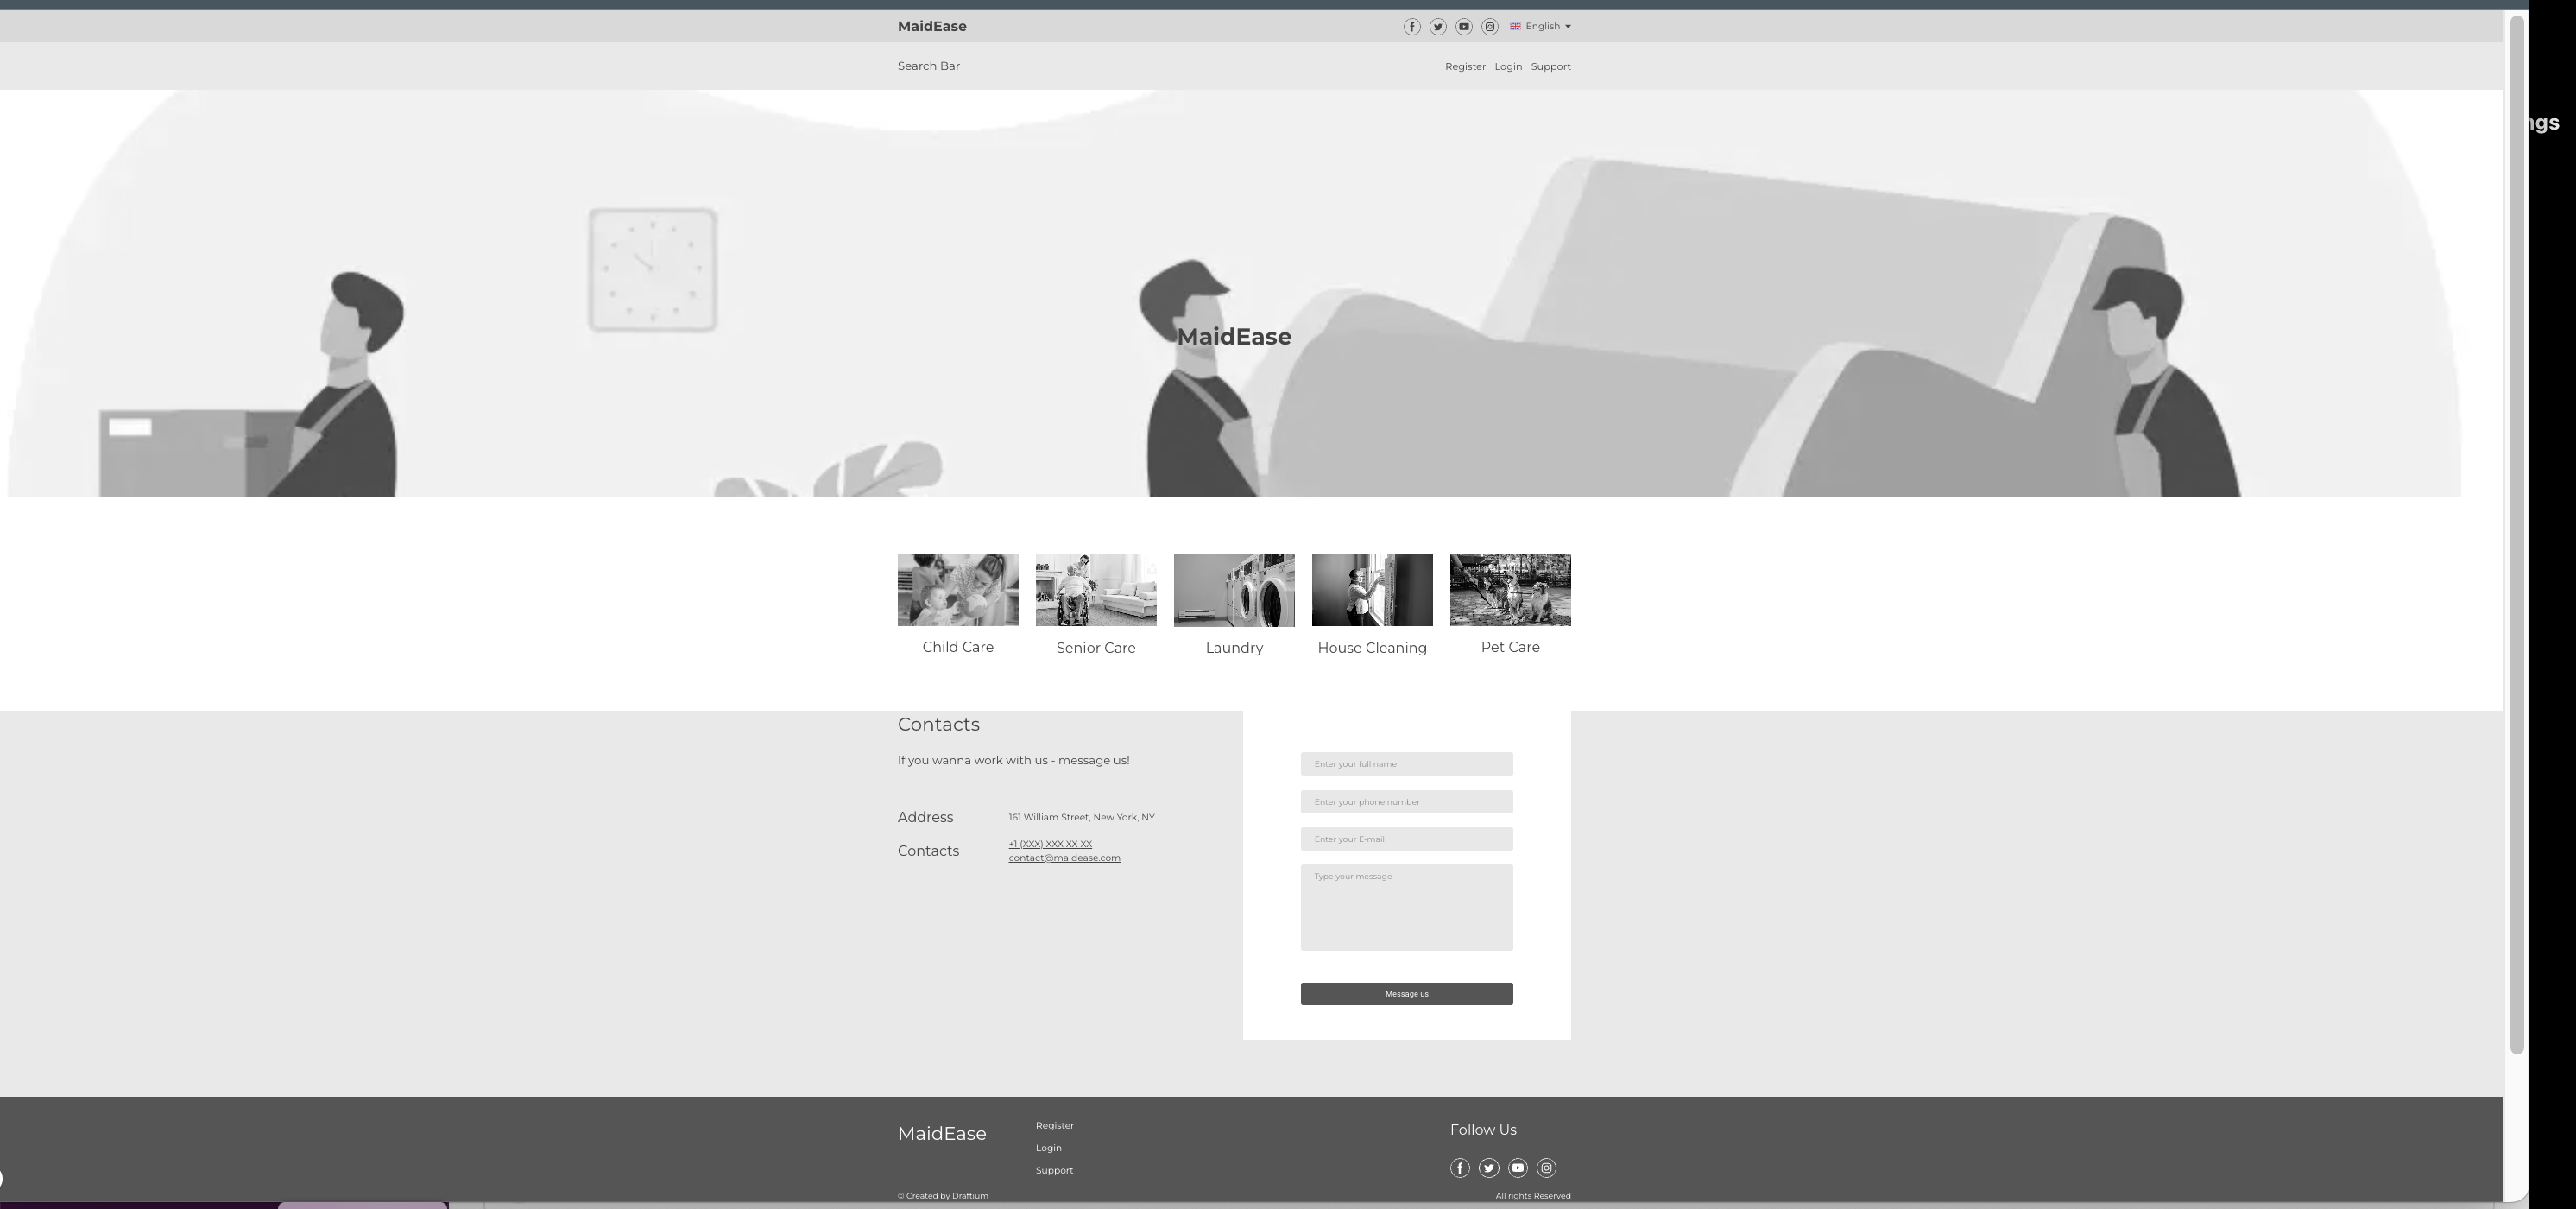 MaidEase
English
Search Bar
Register Login Support
MaidEase
Child Care
Senior Care
Laundry
House Cleaning
Pet Care
Contacts
If you wanna work with us - message us!
Address
161 William Street, New York, NY
Contacts
+1 (XXX) XXX XX XX
contact@maidease.com
Enter your full name
Enter your phone number
Enter your E-mail
Type your message
Message us
MaidEase
Register
Login
Support
Follow Us
© Created by Draftium
All rights Reserved